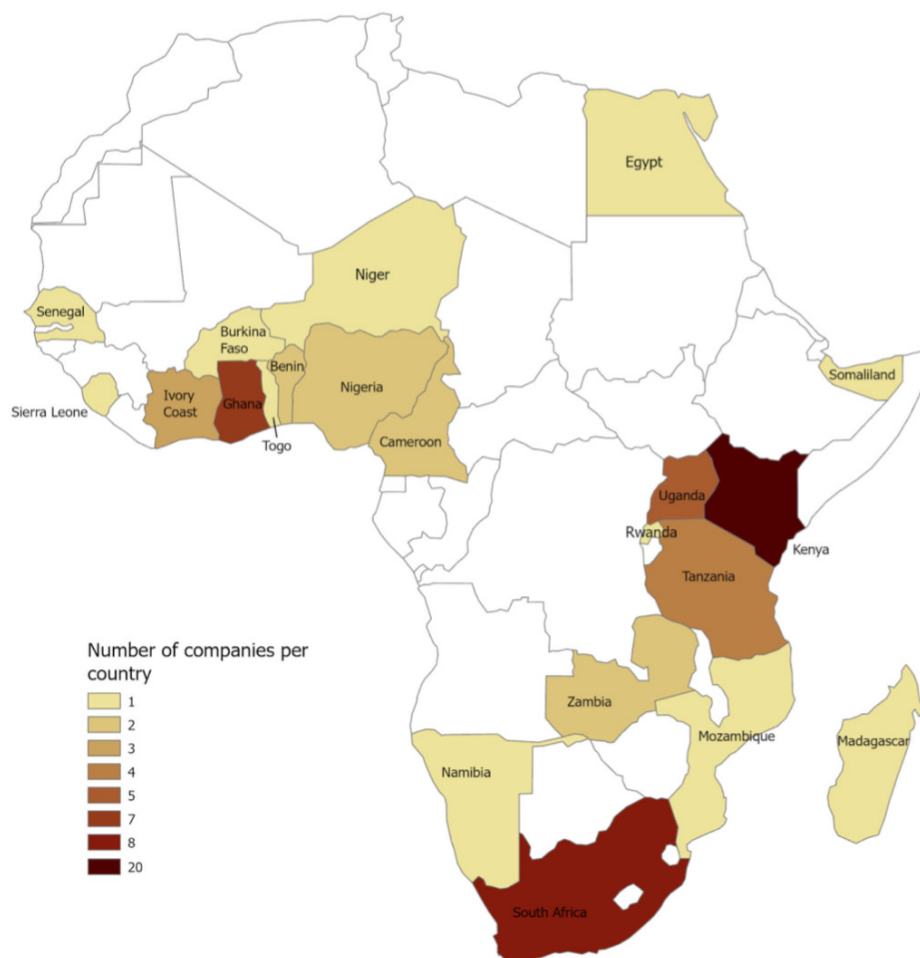 Egypt
Niger
Senegal
Burkina
Faso
Benin
Nigeria
Somaliland
Ivory
Coast
Ghana
Sierra Leone
Togo
Cameroon
Uganda
Rwanda
Kenya
Tanzania
Number of companies per
country
1
2
3
4
5
7
8
20
Zambia
Mozambique
Madagascar
Namibia
South Africa